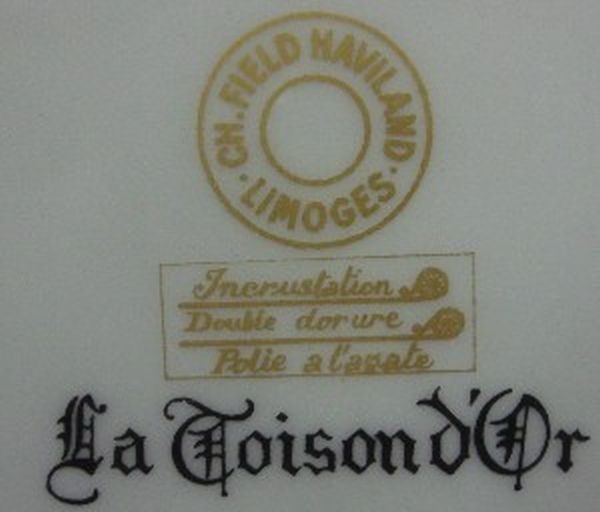 CH. FIELD HAVILAND
· LIMOGES ·
Incrustation
Double dorure
Polie a l'agate
La Toison d'Or